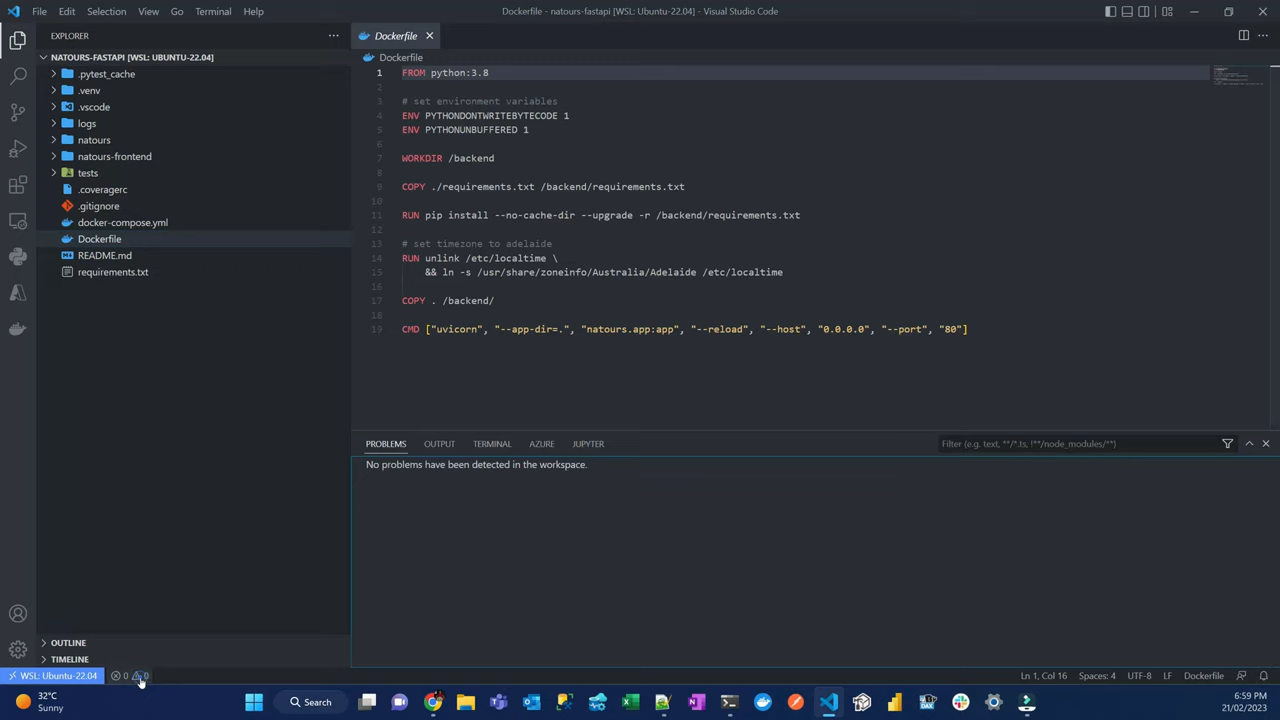 File Edit Selection View Go Terminal Help
Dockerfile - natours-fastapi [WSL: Ubuntu-22.04] - Visual Studio Code
EXPLORER
NATOURS-FASTAPI [WSL: UBUNTU-22.04]
.pytest_cache
.venv
.vscode
logs
natours
natours-frontend
tests
.coveragerc
.gitignore
docker-compose.yml
Dockerfile
README.md
requirements.txt
OUTLINE
TIMELINE
Dockerfile
Dockerfile
1 FROM python:3.8
2
3 # set environment variables
4 ENV PYTHONDONTWRITEBYTECODE 1
5 ENV PYTHONUNBUFFERED 1
6
7 WORKDIR /backend
8
9 COPY ./requirements.txt /backend/requirements.txt
10
11 RUN pip install --no-cache-dir --upgrade -r /backend/requirements.txt
12
13 # set timezone to adelaide
14 RUN unlink /etc/localtime \
15 && ln -s /usr/share/zoneinfo/Australia/Adelaide /etc/localtime
16
17 COPY . /backend/
18
19 CMD ["uvicorn", "--app-dir=.", "natours.app:app", "--reload", "--host", "0.0.0.0", "--port", "80"]
PROBLEMS OUTPUT TERMINAL AZURE JUPYTER
Filter (e.g. text, **/*.ts, !**/node_modules/**)
No problems have been detected in the workspace.
WSL: Ubuntu-22.04 0 0
Ln 1, Col 16 Spaces: 4 UTF-8 LF Dockerfile
32°C
Sunny
Search
6:59 PM
21/02/2023